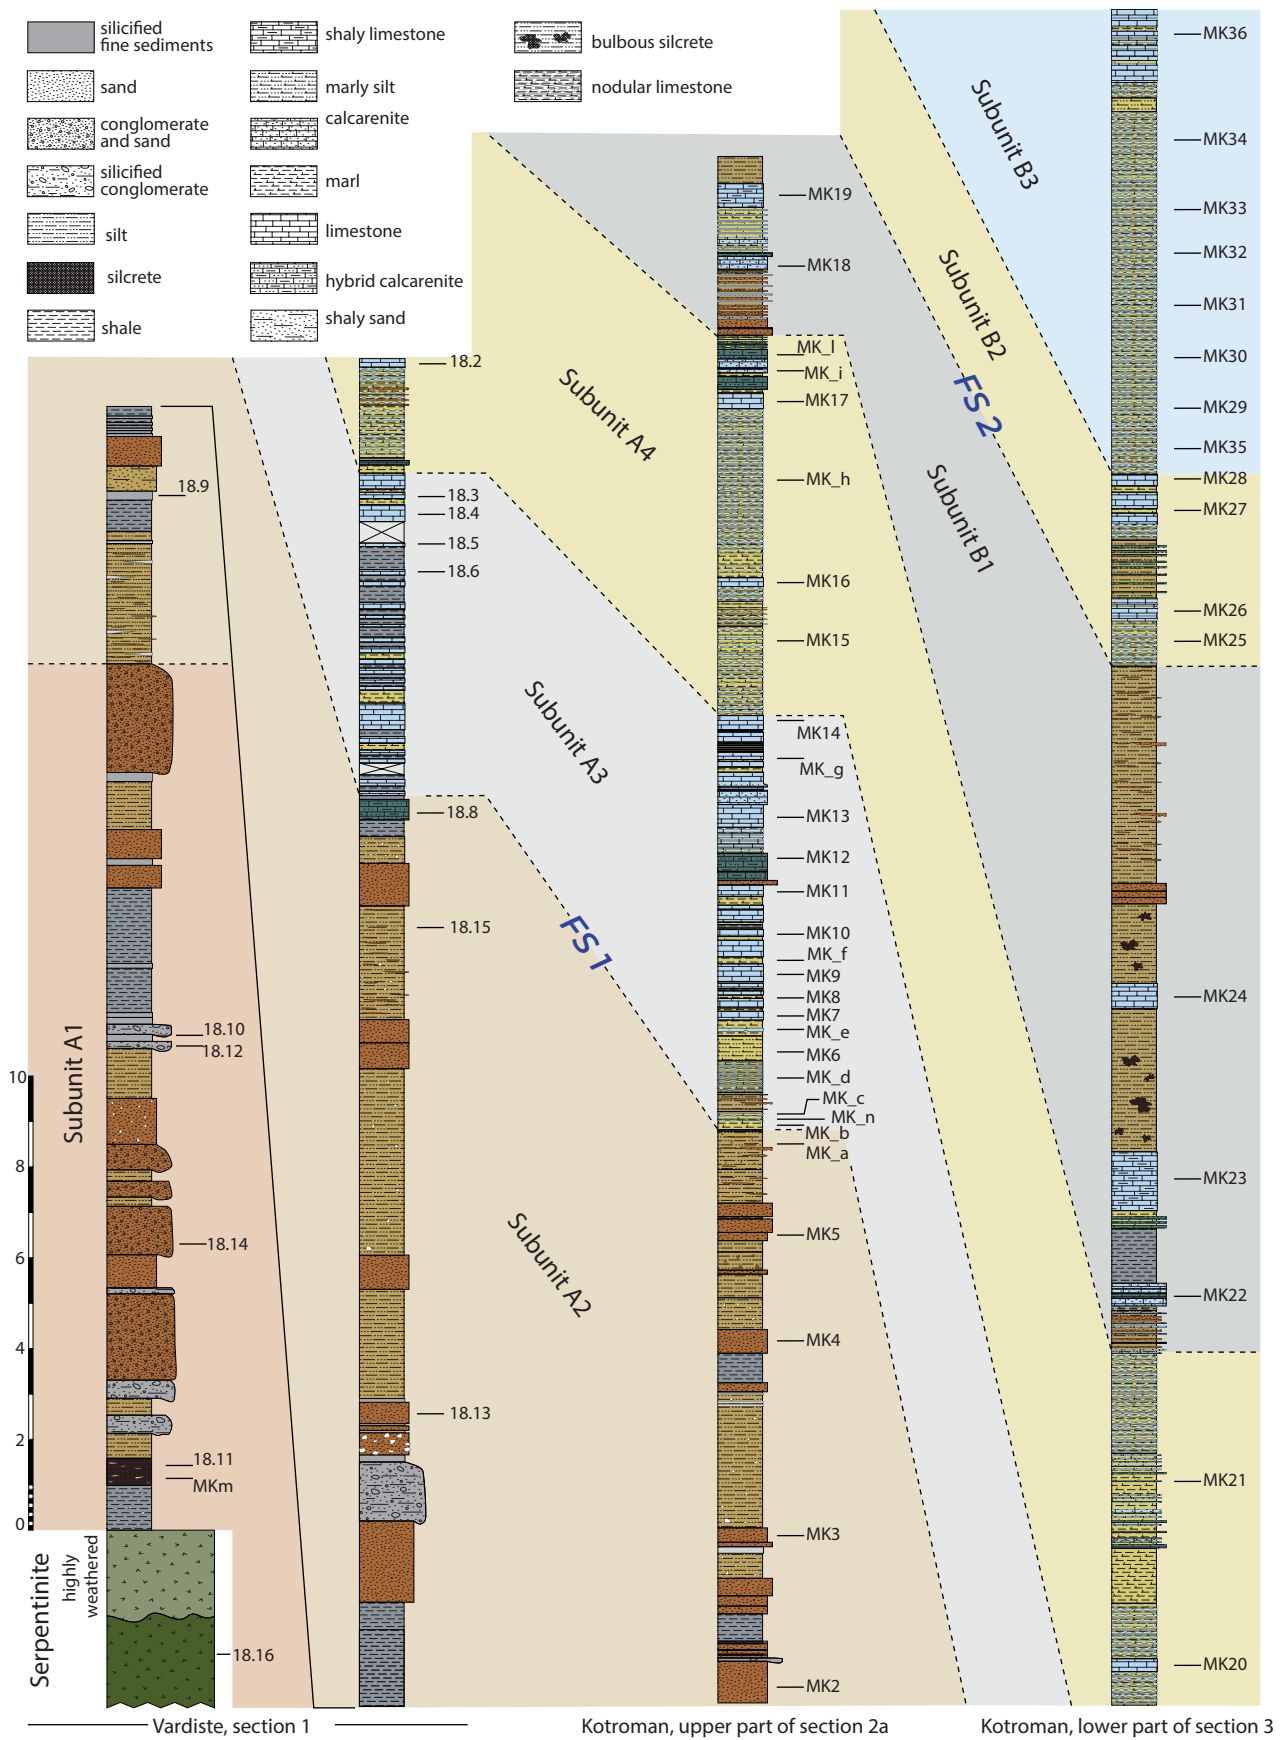 silicified
fine sediments
sand
conglomerate
and sand
silicified
conglomerate
silt
silcrete
shale
shaly limestone
marly silt
calcarenite
marl
limestone
hybrid calcarenite
shaly sand
bulbous silcrete
nodular limestone
18.9
18.10
18.12
18.14
18.11
MKm
18.16
Subunit A1
10
8
6
4
2
0
Serpentinite
highly
weathered
18.2
18.3
18.4
18.5
18.6
18.8
18.15
18.13
Subunit A4
Subunit A3
FS 1
Subunit A2
MK19
MK18
MK_l
MK_i
MK17
MK_h
MK16
MK15
MK14
MK_g
MK13
MK12
MK11
MK10
MK_f
MK9
MK8
MK7
MK_e
MK6
MK_d
MK_c
MK_n
MK_b
MK_a
MK5
MK4
MK3
MK2
Subunit B3
Subunit B2
FS 2
Subunit B1
MK36
MK34
MK33
MK32
MK31
MK30
MK29
MK35
MK28
MK27
MK26
MK25
MK24
MK23
MK22
MK21
MK20
Vardiste, section 1
Kotroman, upper part of section 2a
Kotroman, lower part of section 3